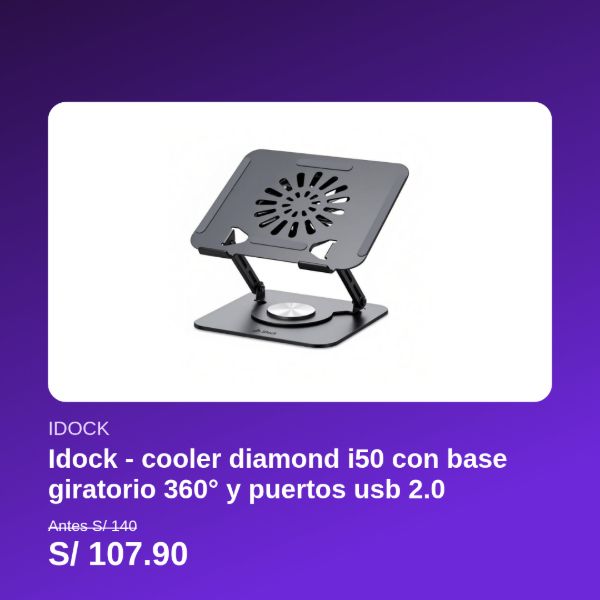 IDOCK
Idock - cooler diamond i50 con base
giratorio 360° y puertos usb 2.0
Antes S/ 140
S/ 107.90